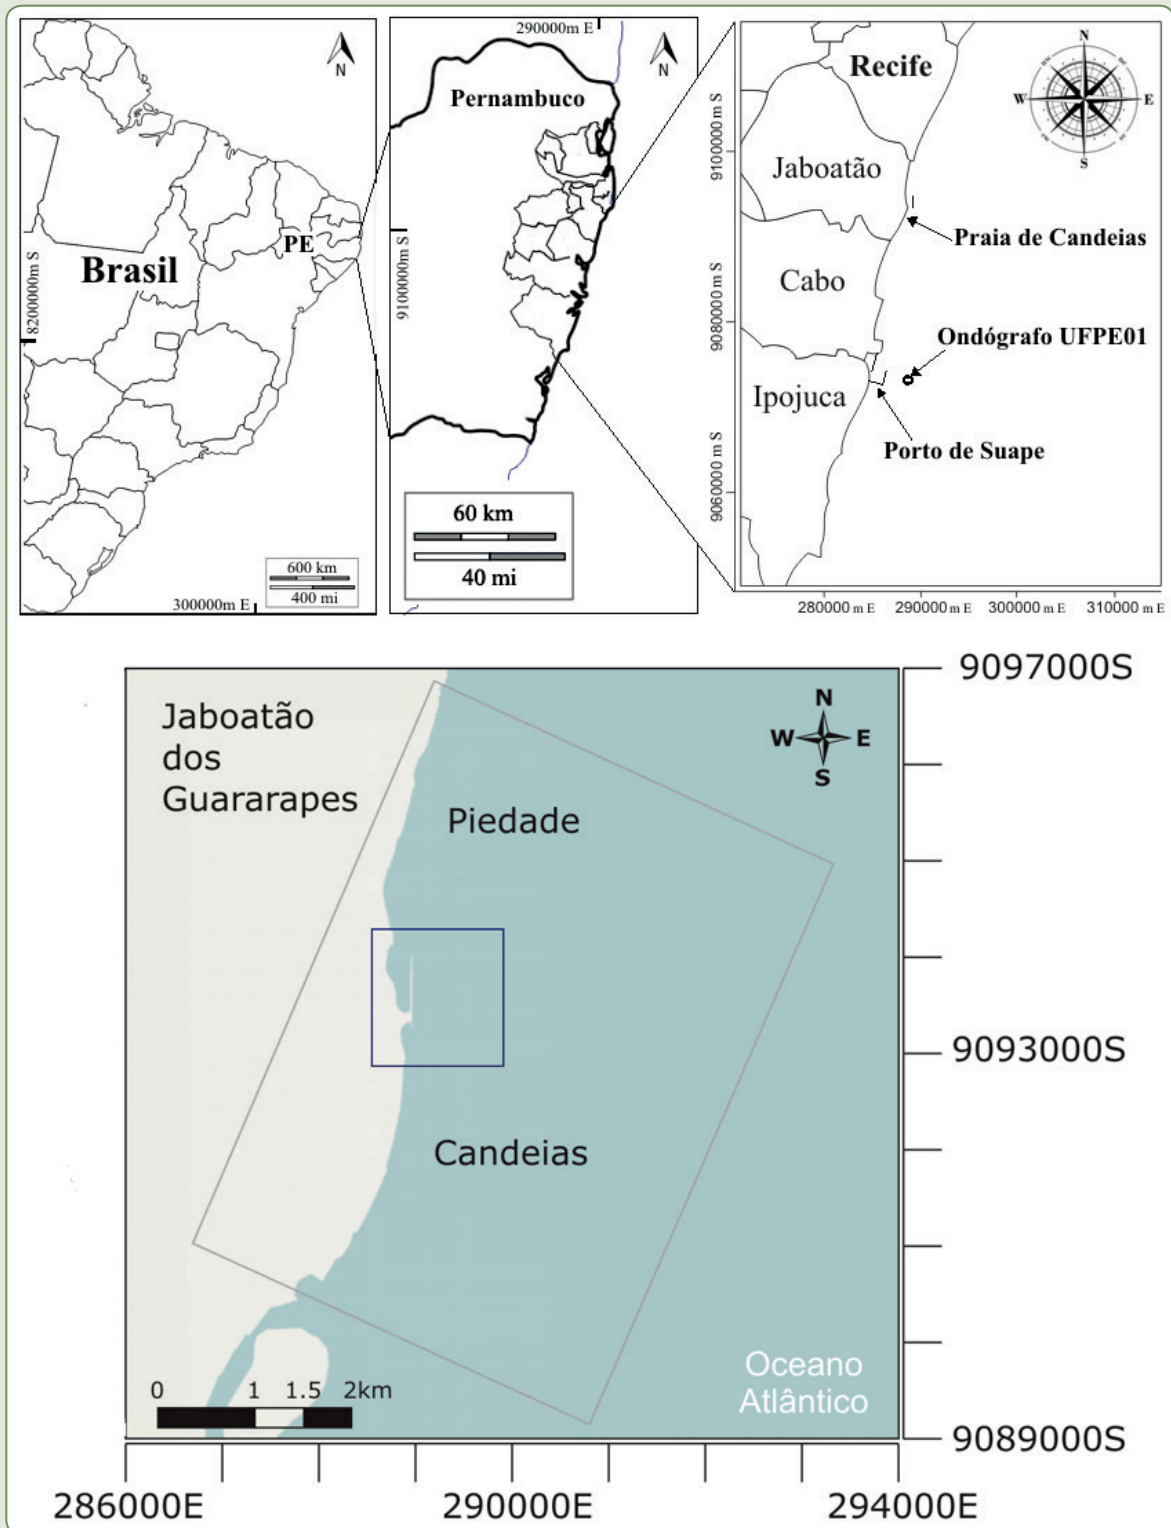 Brasil
PE
N
8200000m S
300000m E
600 km
400 mi
290000m E
N
Pernambuco
9100000m S
60 km
40 mi
Recife
N
W
E
S
Jaboatão
Praia de Candeias
Cabo
Ondógrafo UFPE01
Ipojuca
Porto de Suape
9100000 m S
9080000 m S
9060000 m S
280000 m E
290000 m E
300000 m E
310000 m E
Jaboatão
dos
Guararapes
N
W
E
S
Piedade
Candeias
Oceano
Atlântico
0
1
1.5
2km
9097000S
9093000S
9089000S
286000E
290000E
294000E